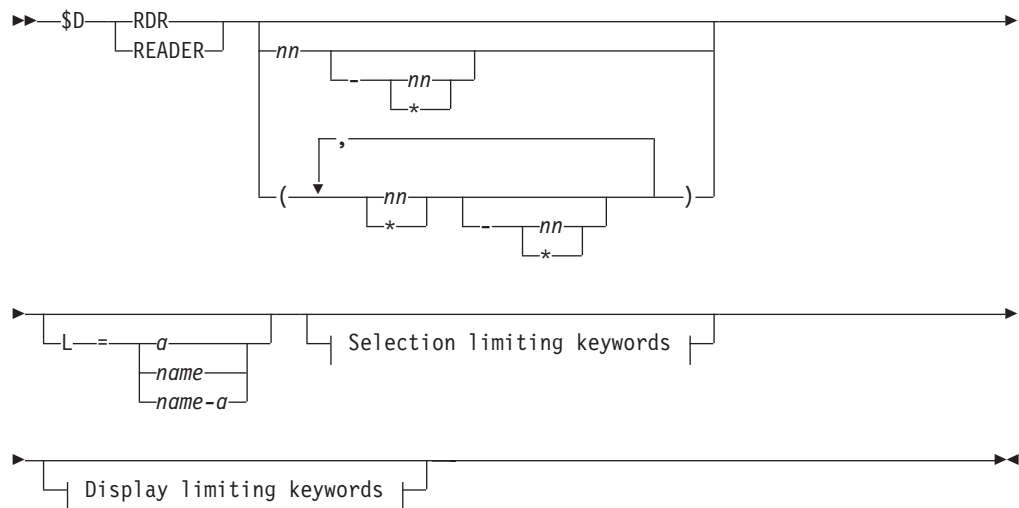 $D RDR
READER
nn
- nn
*
,
( nn - nn )
* *
L = a
name
name-a
Selection limiting keywords
Display limiting keywords